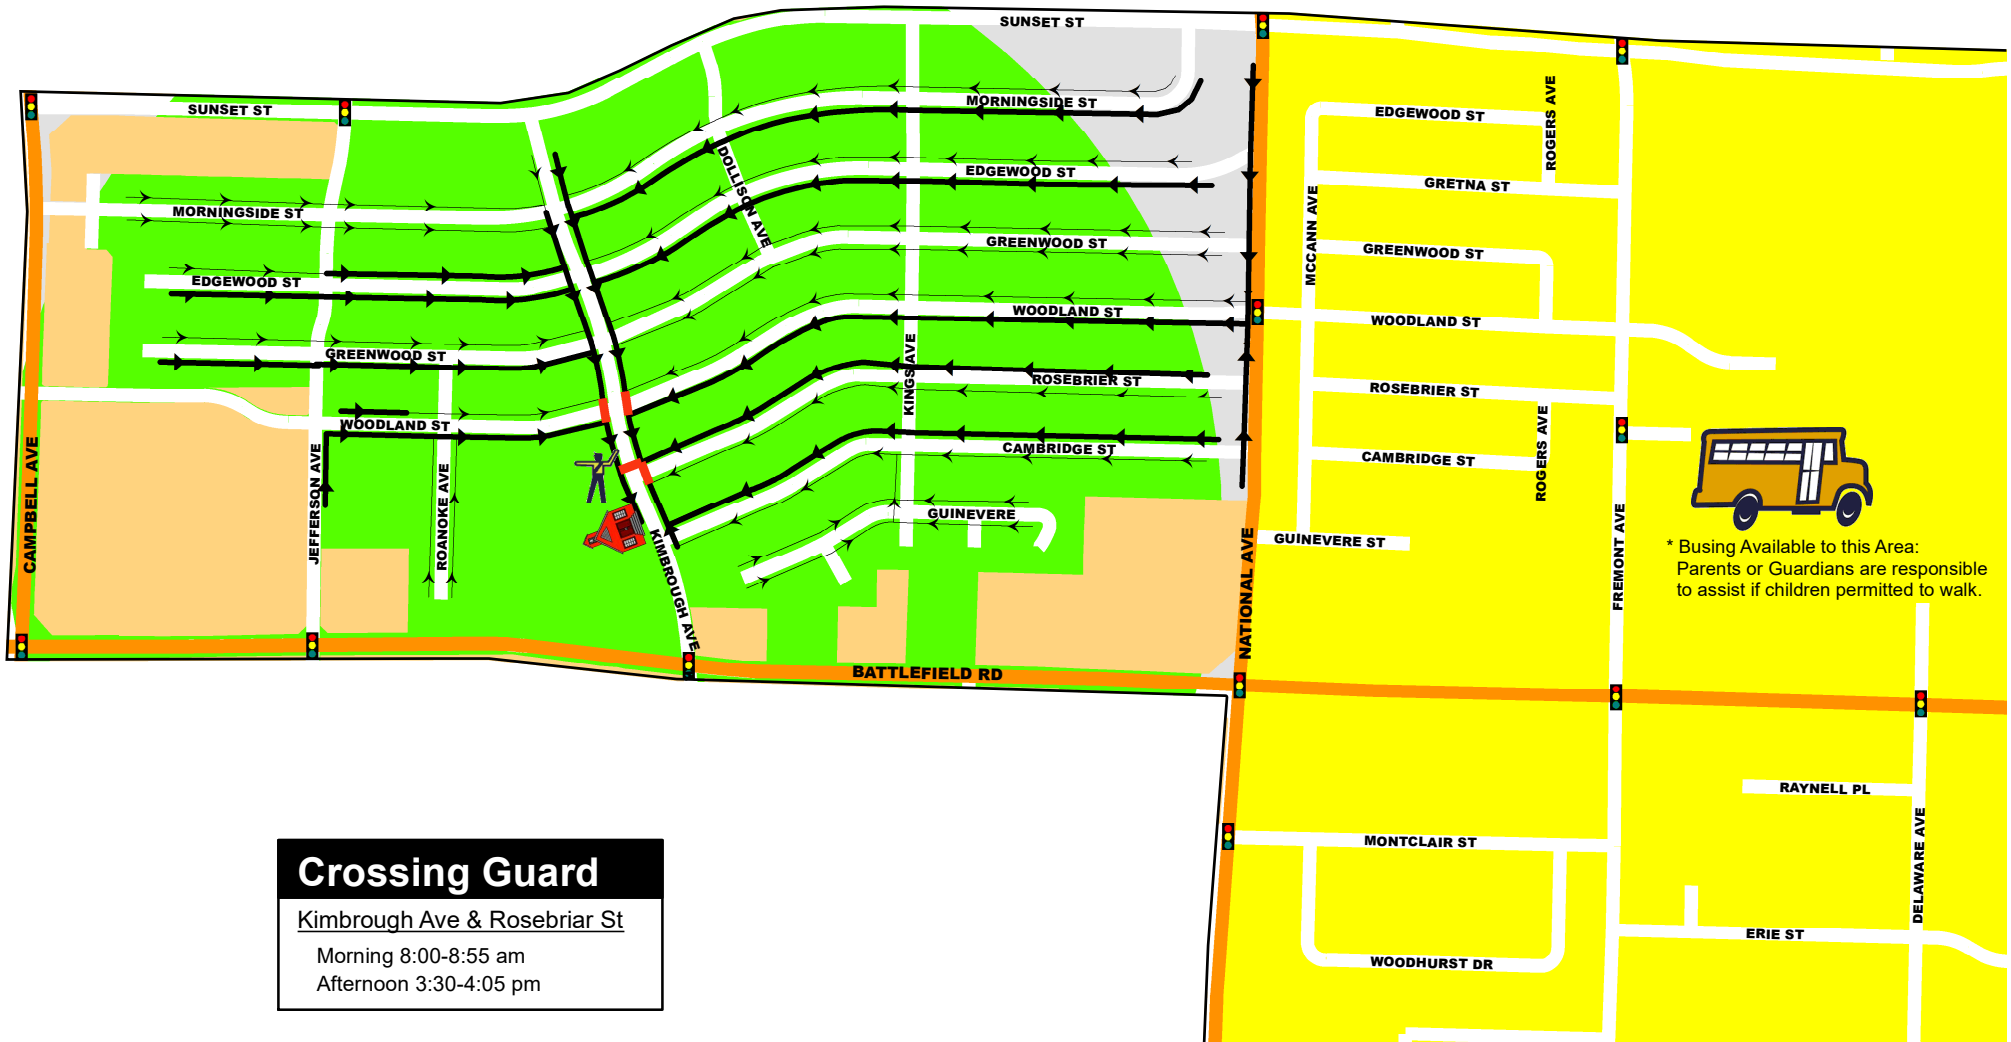 SUNSET ST
SUNSET ST
MORNINGSIDE ST
EDGEWOOD ST
ROGERS AVE
DOLLISON AVE
EDGEWOOD ST
GRETNA ST
MORNINGSIDE ST
MCCANN AVE
GREENWOOD ST
GREENWOOD ST
EDGEWOOD ST
WOODLAND ST
WOODLAND ST
GREENWOOD ST
KINGS AVE
ROSEBRIER ST
ROSEBRIER ST
WOODLAND ST
CAMBRIDGE ST
CAMBRIDGE ST
ROGERS AVE
CAMPBELL AVE
JEFFERSON AVE
ROANOKE AVE
GUINEVERE
KIMBROUGH AVE
NATIONAL AVE
GUINEVERE ST
FREMONT AVE
* Busing Available to this Area:
Parents or Guardians are responsible
to assist if children permitted to walk.
BATTLEFIELD RD
RAYNELL PL
MONTCLAIR ST
DELAWARE AVE
ERIE ST
WOODHURST DR
Crossing Guard
Kimbrough Ave & Rosebriar St
Morning 8:00-8:55 am
Afternoon 3:30-4:05 pm